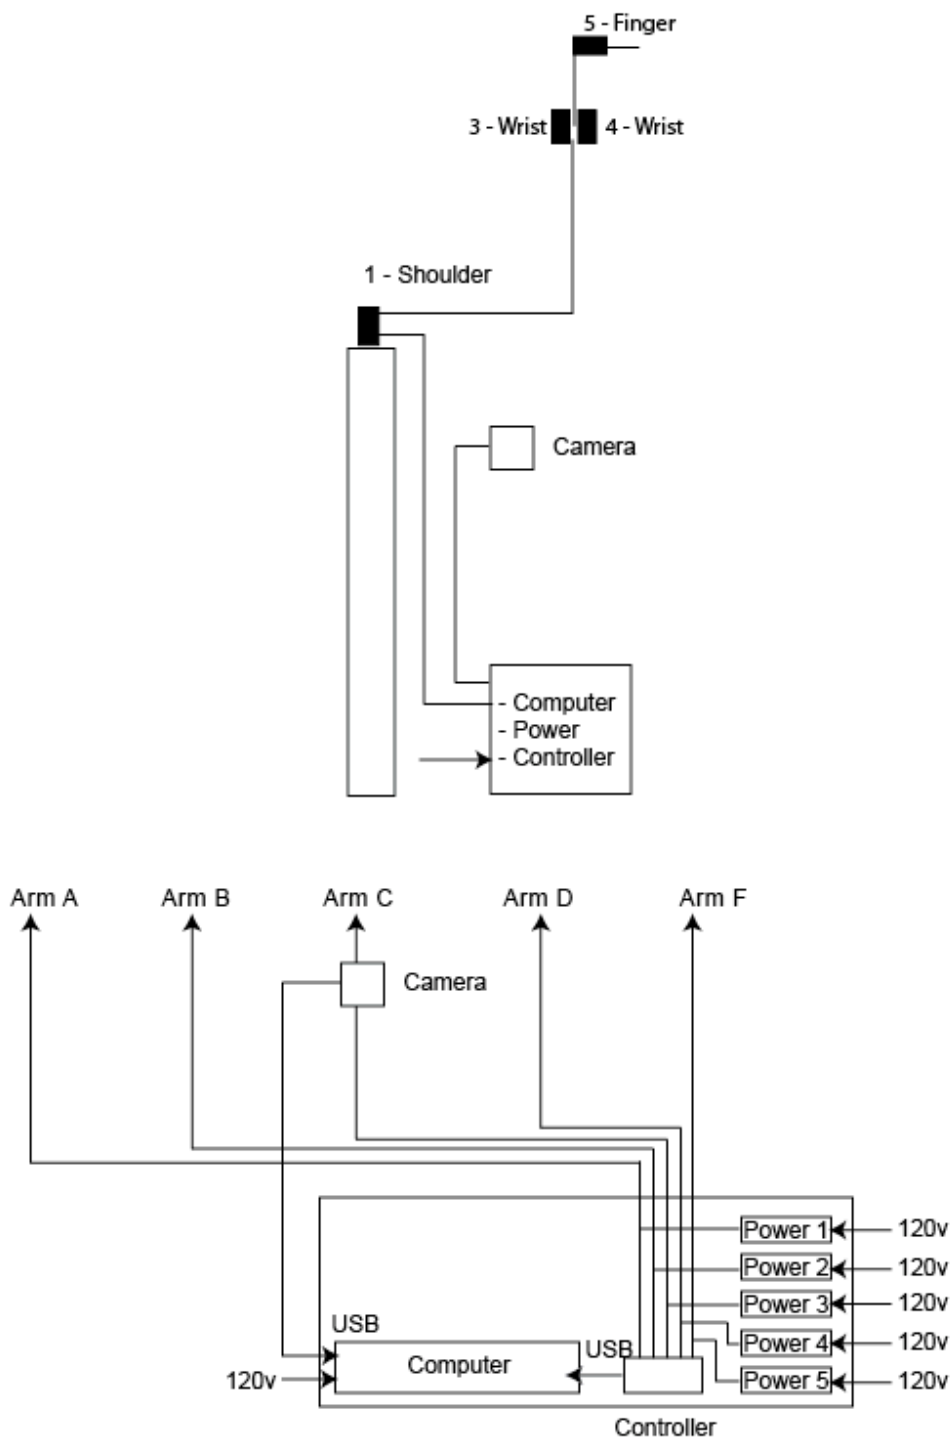 5 - Finger
3 - Wrist
4 - Wrist
1 - Shoulder
Camera
- Computer
- Power
- Controller
Arm A
Arm B
Arm C
Arm D
Arm F
Camera
Power 1
120v
Power 2
120v
Power 3
120v
Power 4
120v
Power 5
120v
USB
USB
Computer
120v
Controller